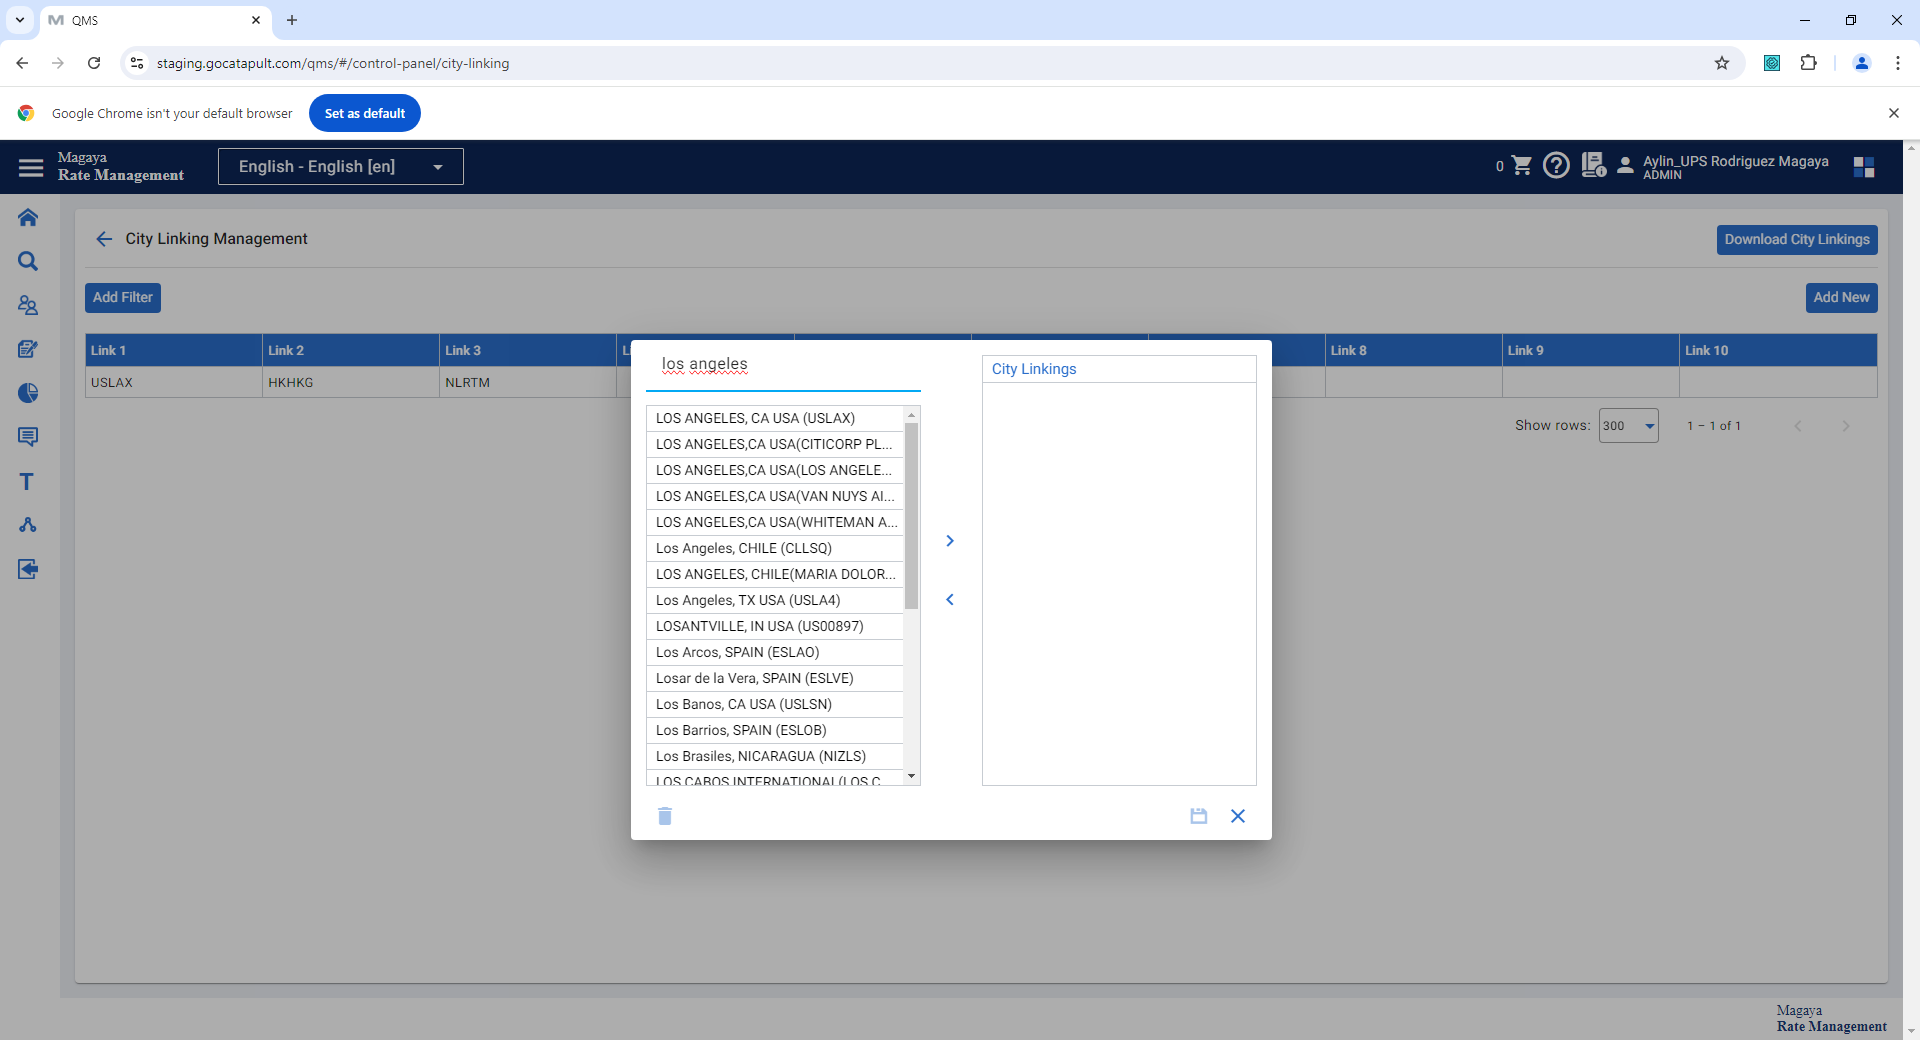 QMS
staging.gocatapult.com/qms/#/control-panel/city-linking
Google Chrome isn't your default browser
Set as default
Magaya
Rate Management
English - English [en]
0
Aylin_UPS Rodriguez Magaya
ADMIN
City Linking Management
Download City Linkings
Add Filter
Add New
Link 1 Link 2 Link 3 Link 8 Link 9 Link 10
USLAX HKHKG NLRTM
Show rows: 300 1 – 1 of 1
los angeles
LOS ANGELES, CA USA (USLAX)
LOS ANGELES,CA USA(CITICORP PL...
LOS ANGELES,CA USA(LOS ANGELE...
LOS ANGELES,CA USA(VAN NUYS AI...
LOS ANGELES,CA USA(WHITEMAN A...
Los Angeles, CHILE (CLLSQ)
LOS ANGELES, CHILE(MARIA DOLOR...
Los Angeles, TX USA (USLA4)
LOSANTVILLE, IN USA (US00897)
Los Arcos, SPAIN (ESLAO)
Losar de la Vera, SPAIN (ESLVE)
Los Banos, CA USA (USLSN)
Los Barrios, SPAIN (ESLOB)
Los Brasiles, NICARAGUA (NIZLS)
LOS CABOS INTERNATIONAL(LOS C...
City Linkings
Magaya
Rate Management